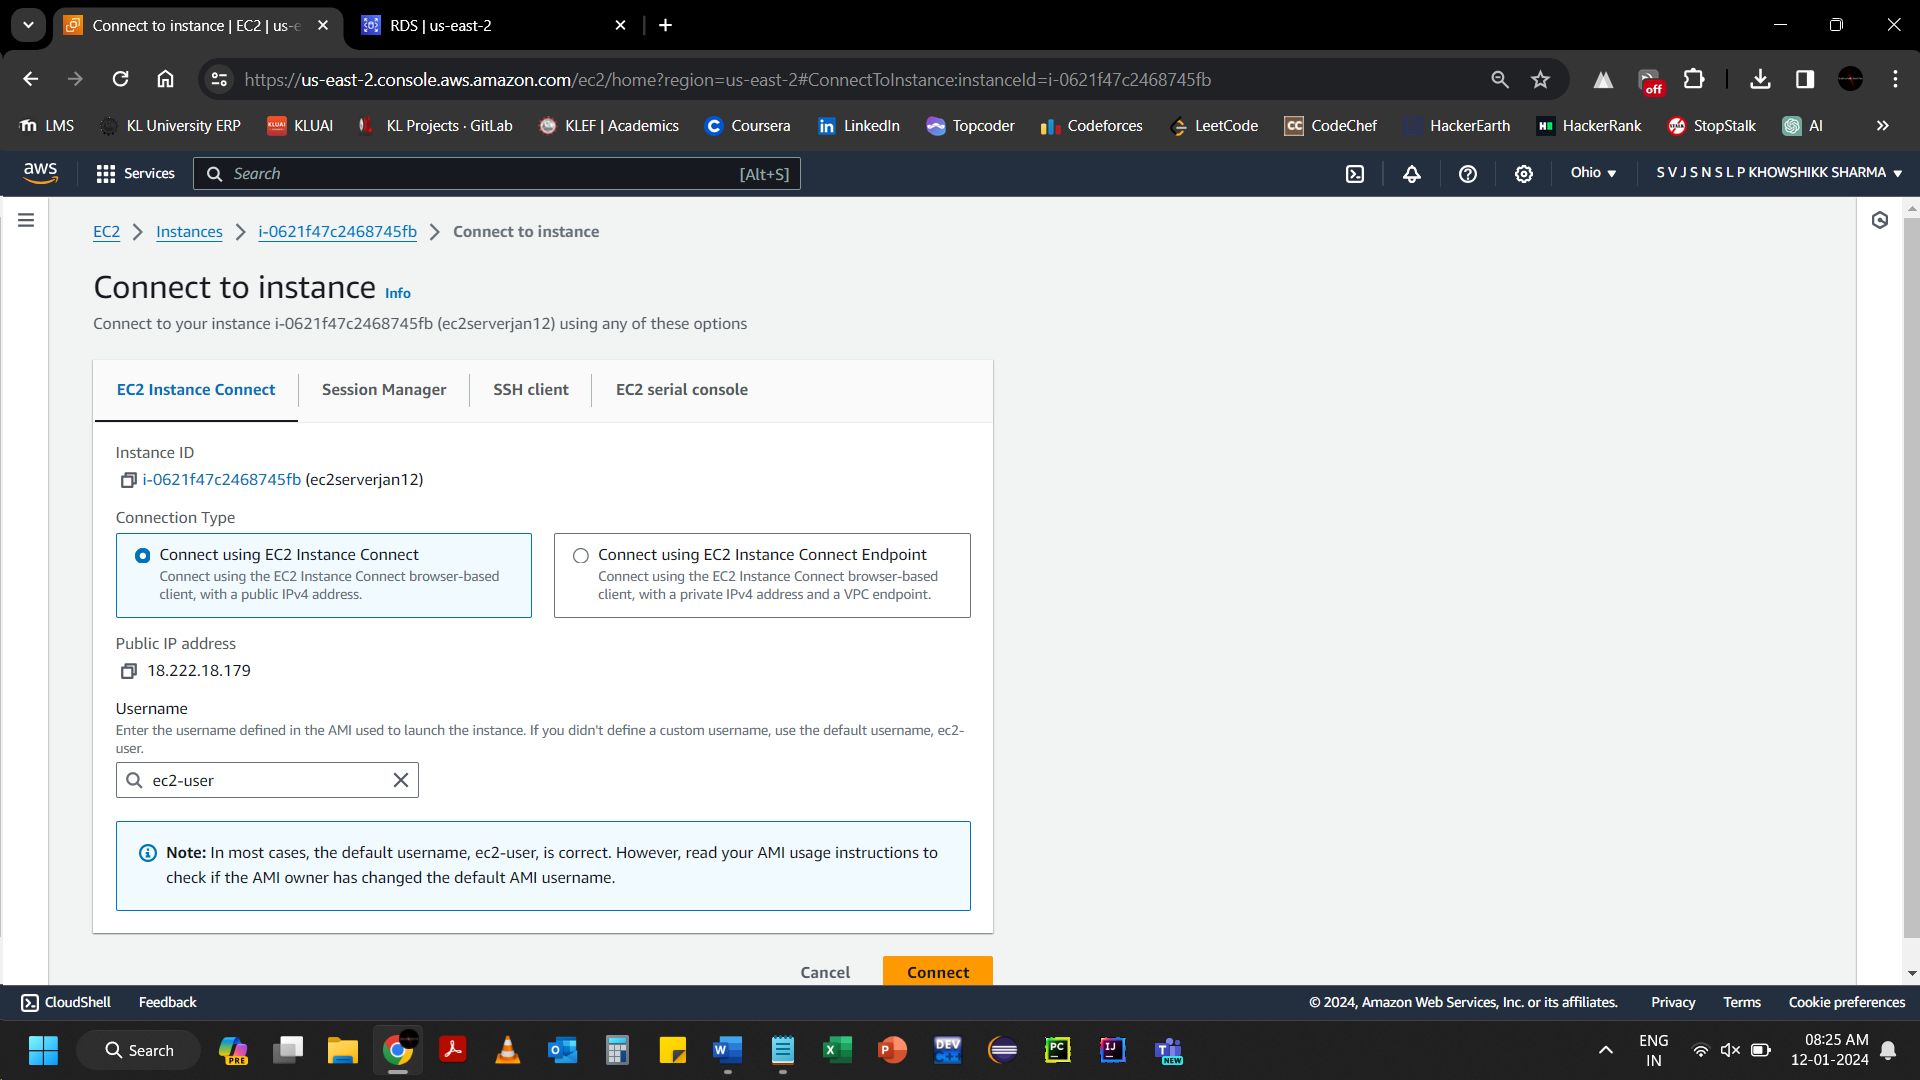 Connect to instance | EC2 | us-e
RDS | us-east-2
https://us-east-2.console.aws.amazon.com/ec2/home?region=us-east-2#ConnectToInstance:instanceId=i-0621f47c2468745fb
off
LMS
KL University ERP
KLUAI
KL Projects · GitLab
KLEF | Academics
Coursera
LinkedIn
Topcoder
Codeforces
LeetCode
CodeChef
HackerEarth
HackerRank
StopStalk
AI
aws
Services
Search
[Alt+S]
Ohio
S V J S N S L P KHOWSHIKK SHARMA
EC2
Instances
i-0621f47c2468745fb
Connect to instance
Connect to instance Info
Connect to your instance i-0621f47c2468745fb (ec2serverjan12) using any of these options
EC2 Instance Connect
Session Manager
SSH client
EC2 serial console
Instance ID
i-0621f47c2468745fb (ec2serverjan12)
Connection Type
Connect using EC2 Instance Connect
Connect using the EC2 Instance Connect browser-based
client, with a public IPv4 address.
Connect using EC2 Instance Connect Endpoint
Connect using the EC2 Instance Connect browser-based
client, with a private IPv4 address and a VPC endpoint.
Public IP address
18.222.18.179
Username
Enter the username defined in the AMI used to launch the instance. If you didn't define a custom username, use the default username, ec2-
user.
ec2-user
Note: In most cases, the default username, ec2-user, is correct. However, read your AMI usage instructions to
check if the AMI owner has changed the default AMI username.
Cancel
Connect
CloudShell
Feedback
© 2024, Amazon Web Services, Inc. or its affiliates.
Privacy
Terms
Cookie preferences
Search
PRE
DEV
PC
IJ
NEW
ENG
IN
08:25 AM
12-01-2024